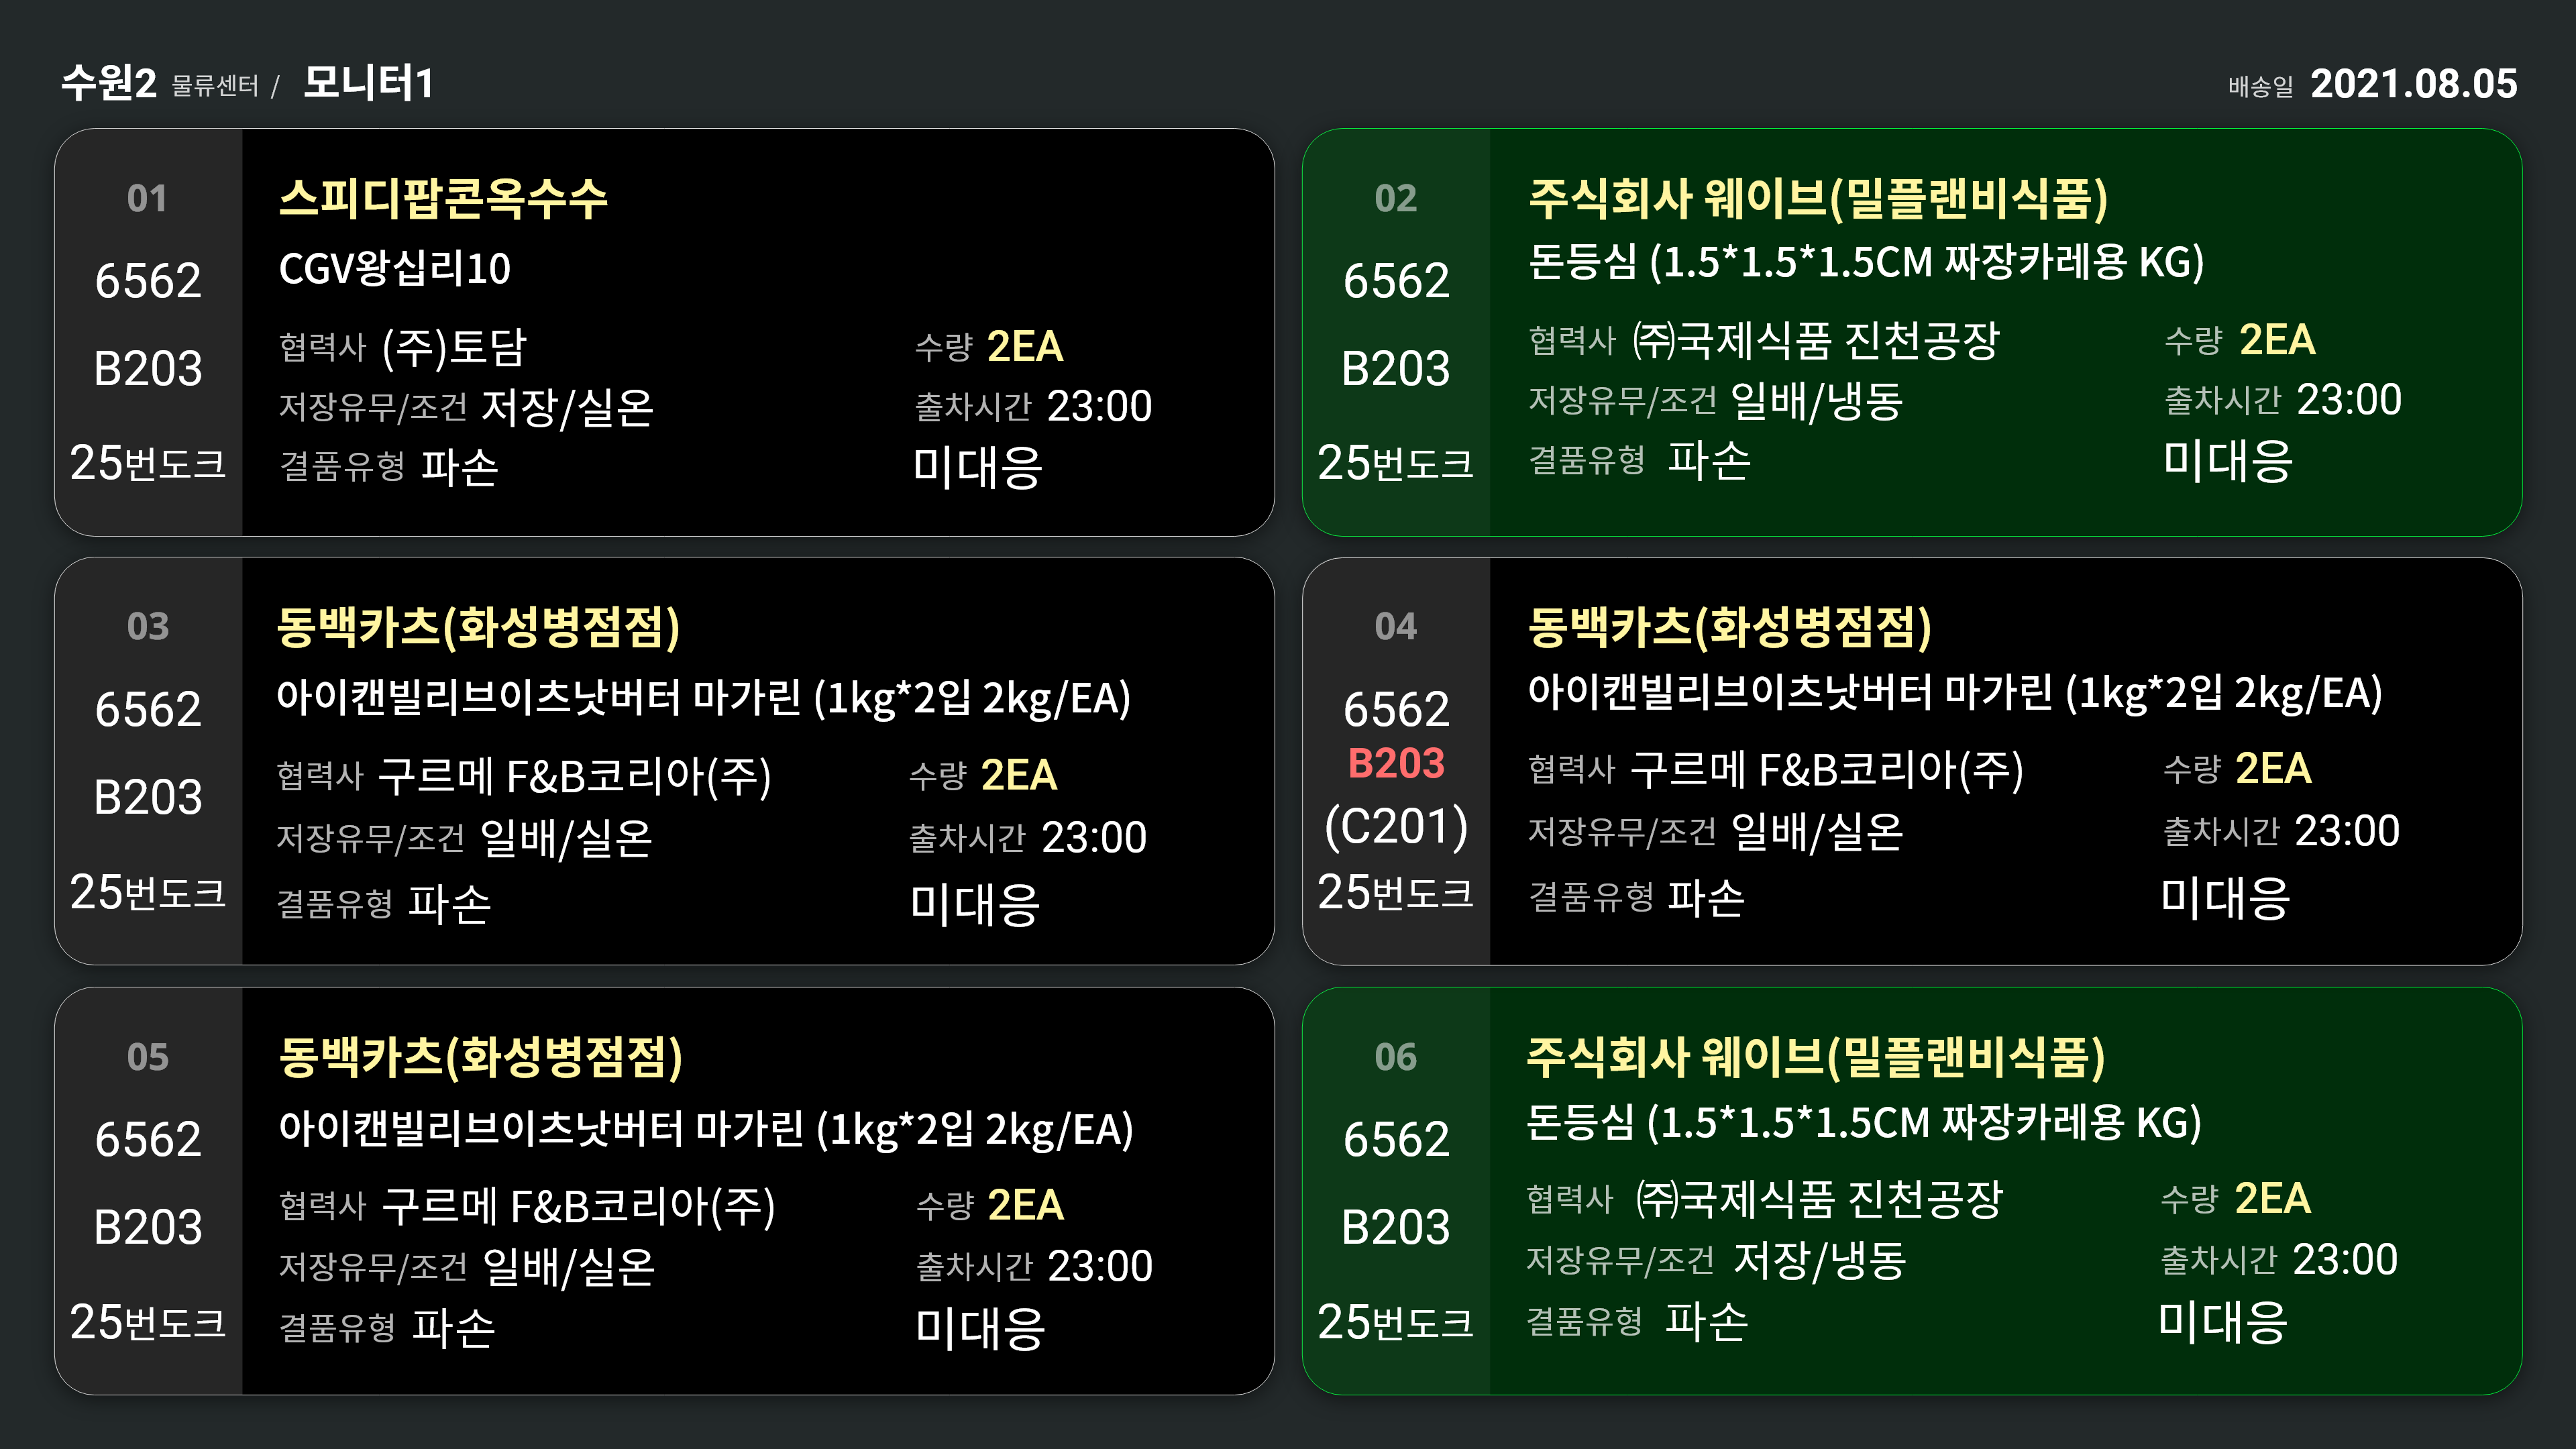 수원2 물류센터 / 모니터1
배송일 2021.08.05
01
6562
B203
25번도크
스피디팝콘옥수수
CGV왕십리10
협력사 (주)토담
수량 2EA
저장유무/조건 저장/실온
출차시간 23:00
결품유형 파손
미대응
02
6562
B203
25번도크
주식회사 웨이브(밀플랜비식품)
돈등심 (1.5*1.5*1.5CM 짜장카레용 KG)
협력사 ㈜국제식품 진천공장
수량 2EA
저장유무/조건 일배/냉동
출차시간 23:00
결품유형 파손
미대응
03
6562
B203
25번도크
동백카츠(화성병점점)
아이캔빌리브이츠낫버터 마가린 (1kg*2입 2kg/EA)
협력사 구르메 F&B코리아(주)
수량 2EA
저장유무/조건 일배/실온
출차시간 23:00
결품유형 파손
미대응
04
6562
B203
(C201)
25번도크
동백카츠(화성병점점)
아이캔빌리브이츠낫버터 마가린 (1kg*2입 2kg/EA)
협력사 구르메 F&B코리아(주)
수량 2EA
저장유무/조건 일배/실온
출차시간 23:00
결품유형 파손
미대응
05
6562
B203
25번도크
동백카츠(화성병점점)
아이캔빌리브이츠낫버터 마가린 (1kg*2입 2kg/EA)
협력사 구르메 F&B코리아(주)
수량 2EA
저장유무/조건 일배/실온
출차시간 23:00
결품유형 파손
미대응
06
6562
B203
25번도크
주식회사 웨이브(밀플랜비식품)
돈등심 (1.5*1.5*1.5CM 짜장카레용 KG)
협력사 ㈜국제식품 진천공장
수량 2EA
저장유무/조건 저장/냉동
출차시간 23:00
결품유형 파손
미대응